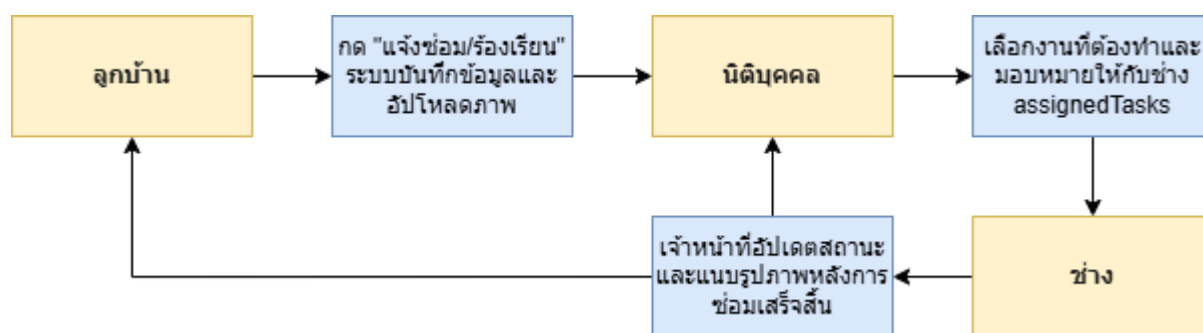 ลูกบ้าน
กด "แจ้งซ่อม/ร้องเรียน"
ระบบบันทึกข้อมูลและ
อัปโหลดภาพ
นิติบุคคล
เลือกงานที่ต้องทำและ
มอบหมายให้กับช่าง
assignedTasks
เจ้าหน้าที่อัปเดตสถานะ
และแนบรูปภาพหลังการ
ซ่อมเสร็จสิ้น
ช่าง